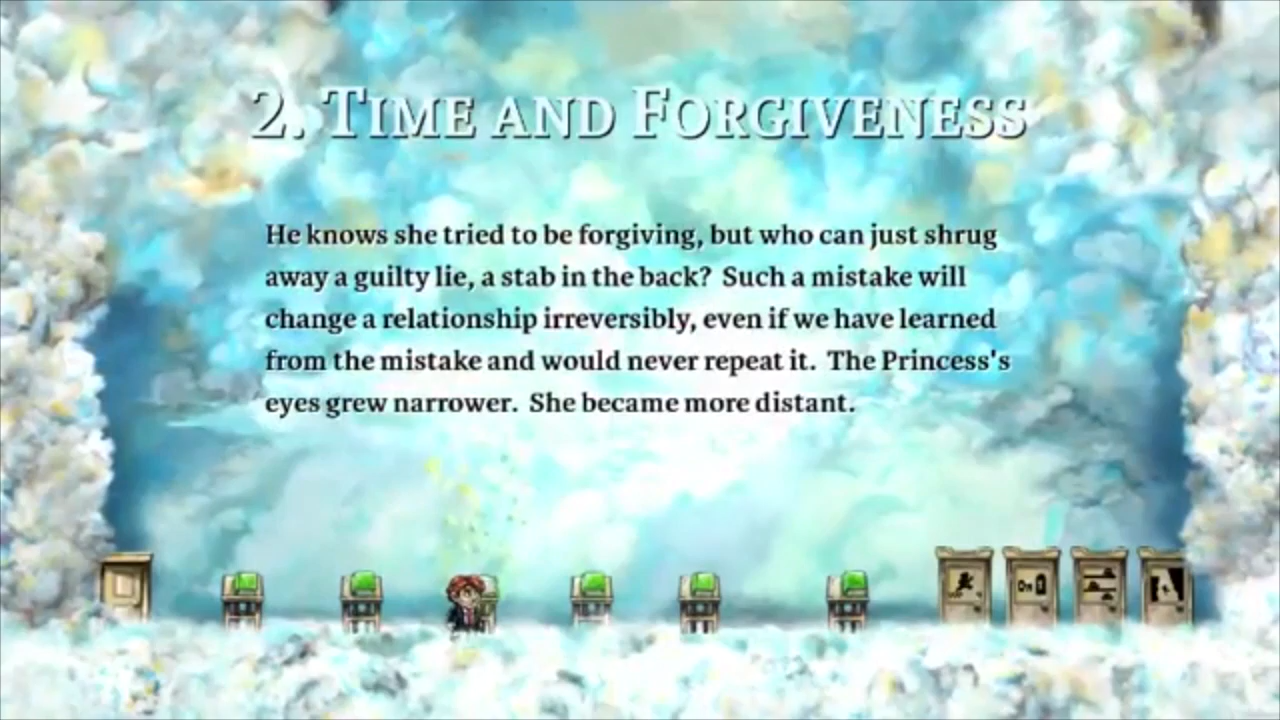 2. TIME AND FORGIVENESS
He knows she tried to be forgiving, but who can just shrug
away a guilty lie, a stab in the back?  Such a mistake will
change a relationship irreversibly, even if we have learned
from the mistake and would never repeat it.  The Princess's
eyes grew narrower.  She became more distant.